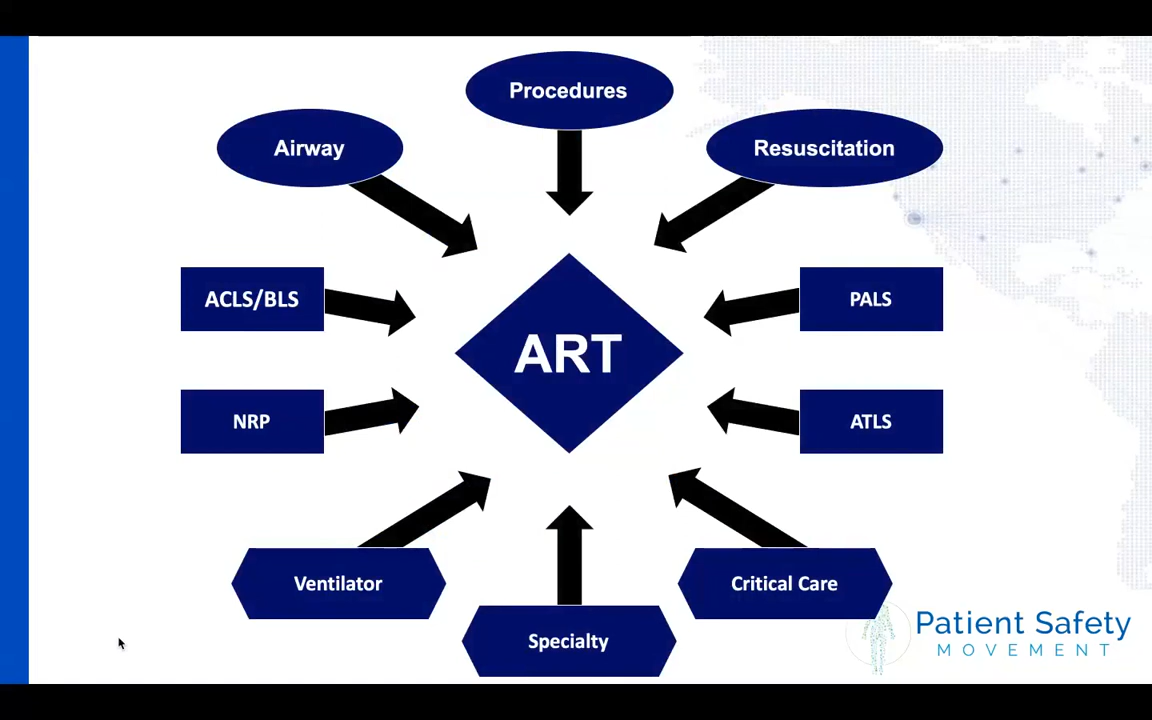 Procedures
Airway
Resuscitation
ACLS/BLS
PALS
ART
NRP
ATLS
Ventilator
Critical Care
Specialty
Patient Safety
MOVEMENT